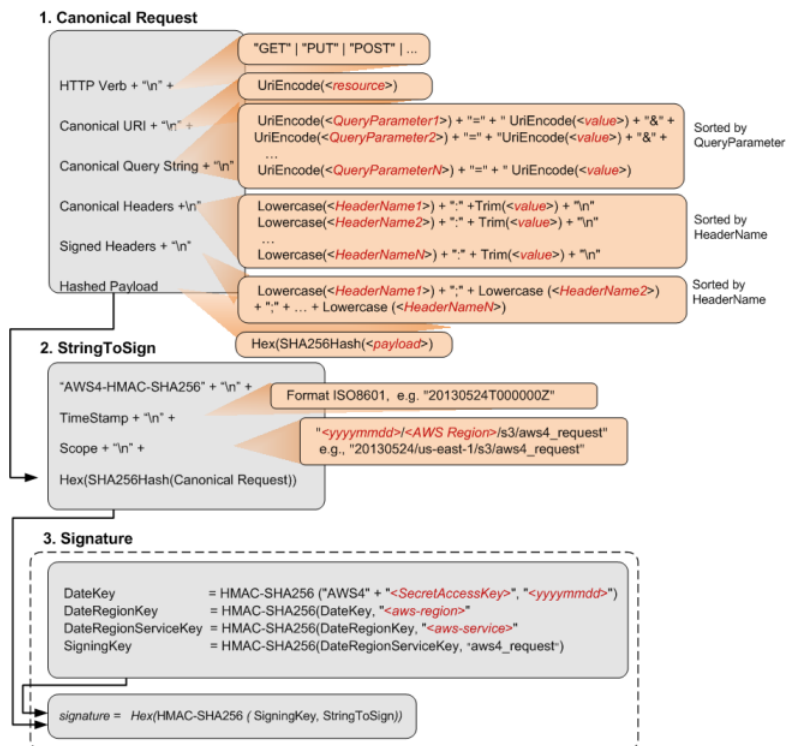 1. Canonical Request
"GET" | "PUT" | "POST" | ...
HTTP Verb + "\n" +
UriEncode(<resource>)
Canonical URI + "\n" +
UriEncode(<QueryParameter1>) + "=" + " UriEncode(<value>) + "&" +
UriEncode(<QueryParameter2>) + "=" + "UriEncode(<value>) + "&" +
...
UriEncode(<QueryParameterN>) + "=" + " UriEncode(<value>)
Sorted by
QueryParameter
Canonical Query String + "\n"
Canonical Headers +\n"
Lowercase(<HeaderName1>) + ":" +Trim(<value>) + "\n"
Lowercase(<HeaderName2>) + ":" + Trim(<value>) + "\n"
...
Lowercase(<HeaderNameN>) + ":" + Trim(<value>) + "\n"
Sorted by
HeaderName
Signed Headers + "\n"
Lowercase(<HeaderName1>) + ";" + Lowercase (<HeaderName2>)
+ ";" + ... + Lowercase (<HeaderNameN>)
Sorted by
HeaderName
Hashed Payload
Hex(SHA256Hash(<payload>)
2. StringToSign
"AWS4-HMAC-SHA256" + "\n" +
Format ISO8601, e.g. "20130524T000000Z"
TimeStamp + "\n" +
"<yyyymmdd>/<AWS Region>/s3/aws4_request"
e.g., "20130524/us-east-1/s3/aws4_request"
Scope + "\n" +
Hex(SHA256Hash(Canonical Request))
3. Signature
DateKey = HMAC-SHA256 ("AWS4" + "<SecretAccessKey>", "<yyyymmdd>")
DateRegionKey = HMAC-SHA256(DateKey, "<aws-region>"
DateRegionServiceKey = HMAC-SHA256(DateRegionKey, "<aws-service>"
SigningKey = HMAC-SHA256(DateRegionServiceKey, "aws4_request")
signature = Hex(HMAC-SHA256 ( SigningKey, StringToSign))